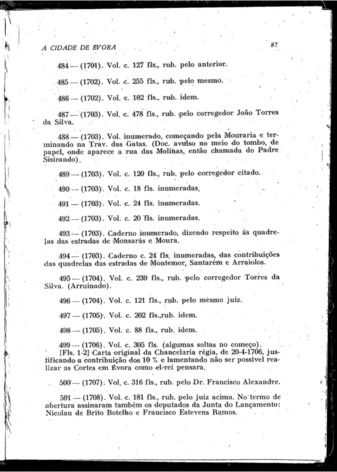 A CIDADE DE EVORA 87
484 — (1701). Vol. c. 127 fls., rub. pelo anterior.
485 — (1702). Vol. c. 255 fls., rub. pelo mesmo.
486 — (1702). Vol. c. 102 fls., rub. idem.
487 — (1703). Vol. c. 478 fls., rub. pelo corregedor João Torres
da Silva.
488 — (1703). Vol. inumerado, começando pela Mouraria e ter-
minando na Trav. das Gatas. (Doc. avulso no meio do tombo, de
papel, onde aparece a rua das Molinas, então chamada do Padre
Sisirando).
489 — (1703). Vol. c. 120 fls., rub. pelo corregedor citado.
490 — (1703). Vol. c. 18 fls. inumeradas.
491 — (1703). Vol. c. 24 fls. inumeradas.
492 — (1703). Vol. c. 20 fls. inumeradas.
493 — (1703). Caderno inumerado, dizendo respeito às quadre-
las das estradas de Monsarás e Moura.
494 — (1703). Caderno c. 24 fls. inumeradas, das contribuições
das quadrelas das estradas de Montemor, Santarém e Arraiolos.
495 — (1704). Vol. c. 230 fls., rub. pelo corregedor Torres da
Silva. (Arruinado).
496 — (1704). Vol. c. 121 fls., rub. pelo mesmo juiz.
497 — (1705). Vol. c. 202 fls., rub. idem.
498 — (1705). Vol. c. 88 fls., rub. idem.
499 — (1706). Vol. c. 305 fls. (algumas soltas no começo).
[Fls. 1-2] Carta original da Chancelaria régia, de 20-4-1706, jus-
tificando a contribuição dos 10 % e lamentando não ser possível rea-
lizar as Cortes em Évora como el-rei pensara.
500 — (1707). Vol. c. 316 fls., rub. pelo Dr. Francisco Alexandre.
501 — (1708). Vol. c. 181 fls., rub. pelo juiz acima. No termo de
abertura assinaram também os deputados da Junta do Lançamento:
Nicolau de Brito Botelho e Francisco Estevens Ramos.